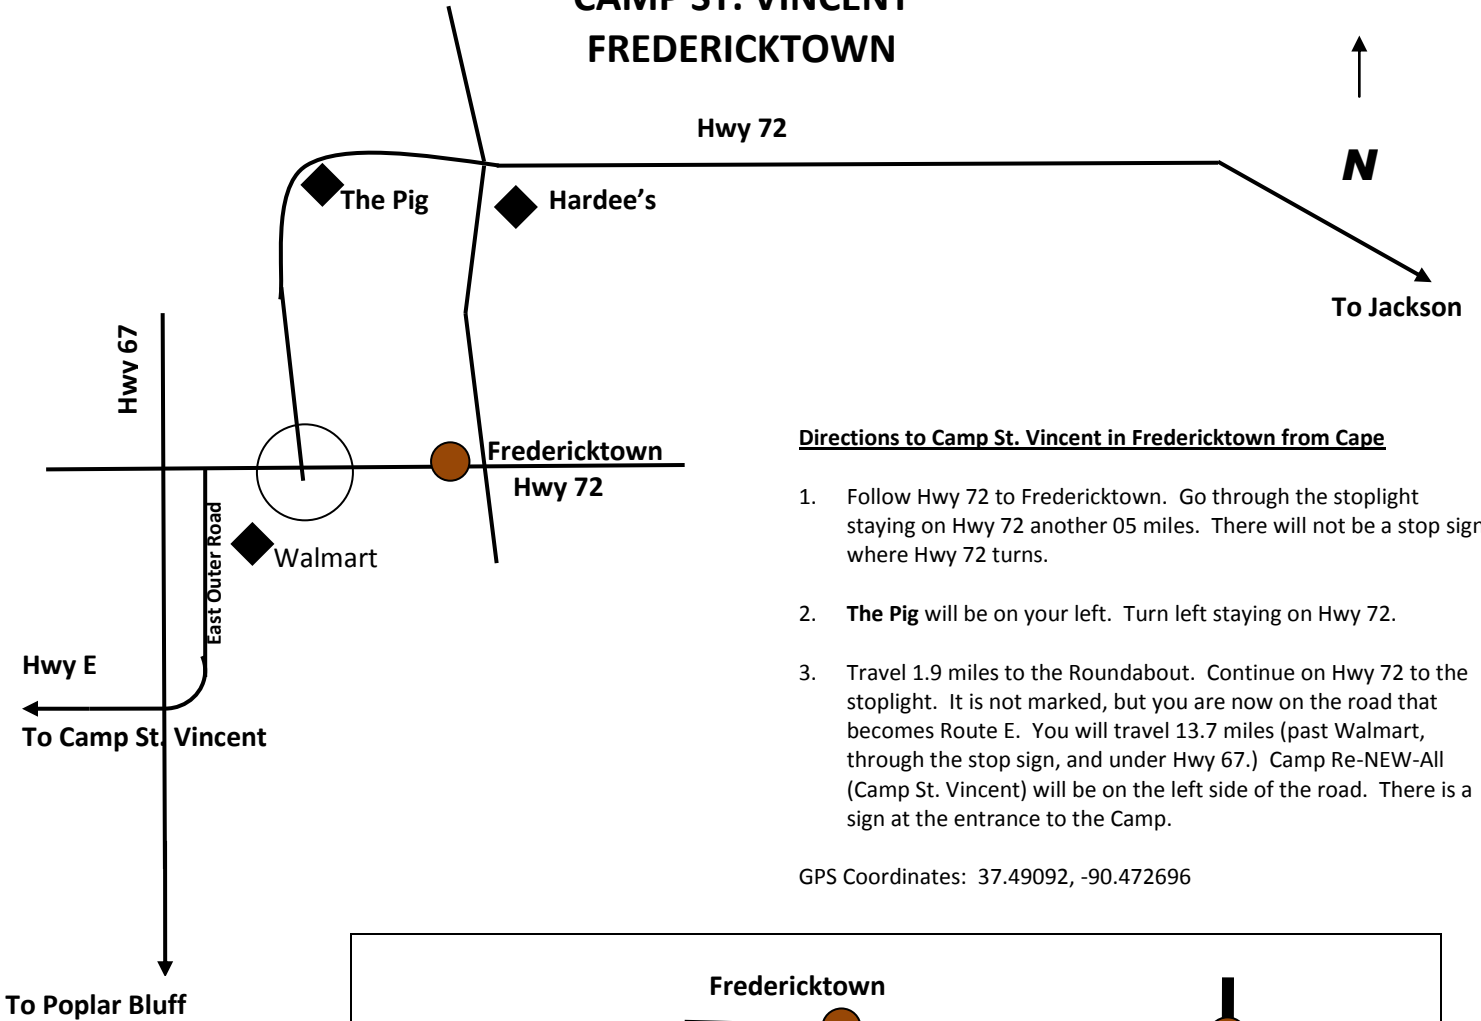 CAMP ST. VINCENT
FREDERICKTOWN
Hwy 72
N
The Pig
Hardee’s
To Jackson
Hwy 67
Fredericktown
Hwy 72
East Outer Road
Walmart
Hwy E
To Camp St. Vincent
To Poplar Bluff
Directions to Camp St. Vincent in Fredericktown from Cape
1. Follow Hwy 72 to Fredericktown. Go through the stoplight
staying on Hwy 72 another 05 miles. There will not be a stop sign
where Hwy 72 turns.
2. The Pig will be on your left. Turn left staying on Hwy 72.
3. Travel 1.9 miles to the Roundabout. Continue on Hwy 72 to the
stoplight. It is not marked, but you are now on the road that
becomes Route E. You will travel 13.7 miles (past Walmart,
through the stop sign, and under Hwy 67.) Camp Re-NEW-All
(Camp St. Vincent) will be on the left side of the road. There is a
sign at the entrance to the Camp.
GPS Coordinates: 37.49092, -90.472696
Fredericktown